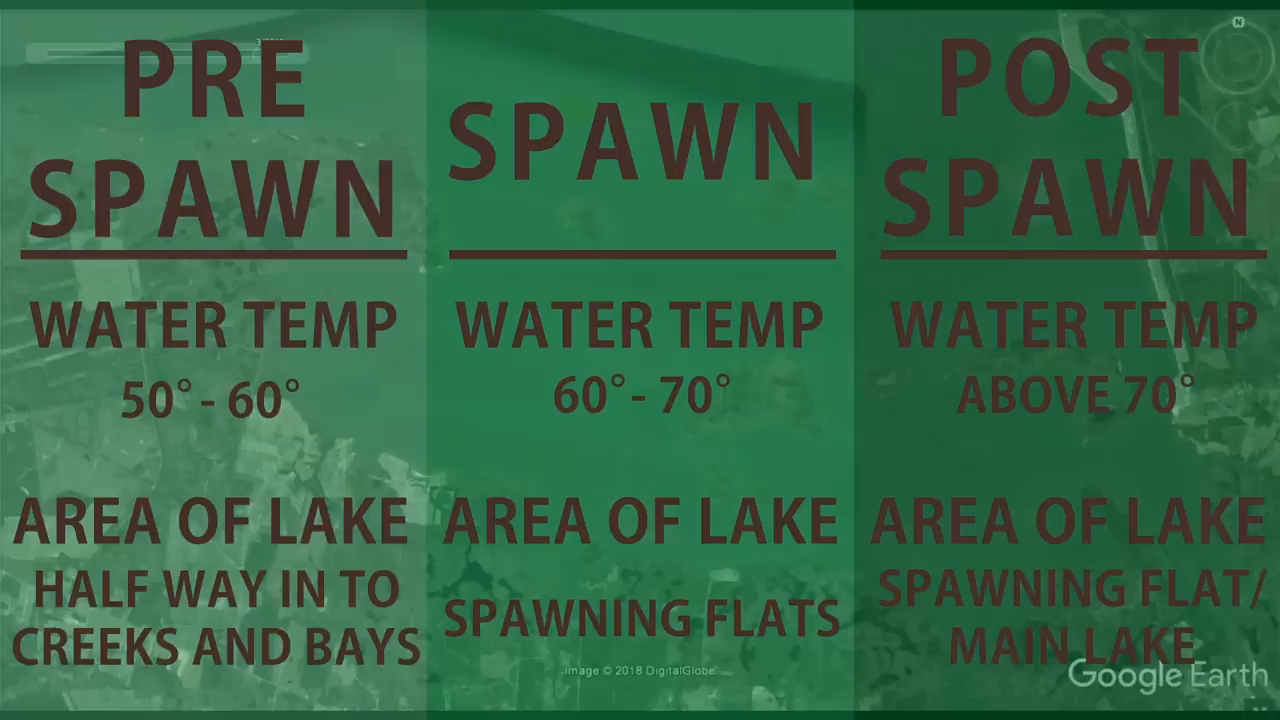 PRE
SPAWN
WATER TEMP
50° - 60°
AREA OF LAKE
HALF WAY IN TO
CREEKS AND BAYS
SPAWN
WATER TEMP
60° - 70°
AREA OF LAKE
SPAWNING FLATS
POST
SPAWN
WATER TEMP
ABOVE 70°
AREA OF LAKE
SPAWNING FLAT/
MAIN LAKE
N
Image © 2018 DigitalGlobe
Google Earth